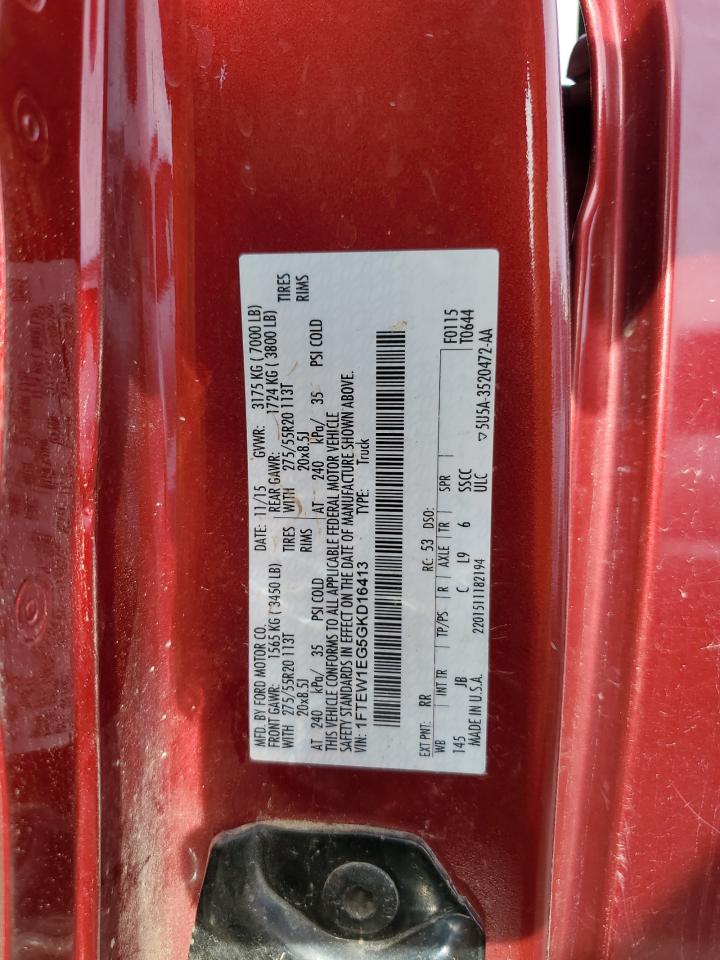 MFD. BY FORD MOTOR CO. DATE: 11/15 GVWR: 3175 KG ( 7000 LB)
FRONT GAWR: 1565 KG ( 3450 LB) REAR GAWR: 1724 KG ( 3800 LB)
WITH 275/55R20 113T TIRES WITH 275/55R20 113T TIRES
20x8.5J RIMS 20x8.5J RIMS
AT 240 kPa/ 35 PSI COLD AT 240 kPa/ 35 PSI COLD
THIS VEHICLE CONFORMS TO ALL APPLICABLE FEDERAL MOTOR VEHICLE
SAFETY STANDARDS IN EFFECT ON THE DATE OF MANUFACTURE SHOWN ABOVE.
VIN: 1FTEW1EG5GKD16413 TYPE: Truck
F0115
EXT PNT: RR RC: 53 DSO: T0644
WB INT TR TP/PS R AXLE TR SPR ▽5U5A-3520472-AA
145 JB C L9 6 SSCC
MADE IN U.S.A. 2201511182194 ULC